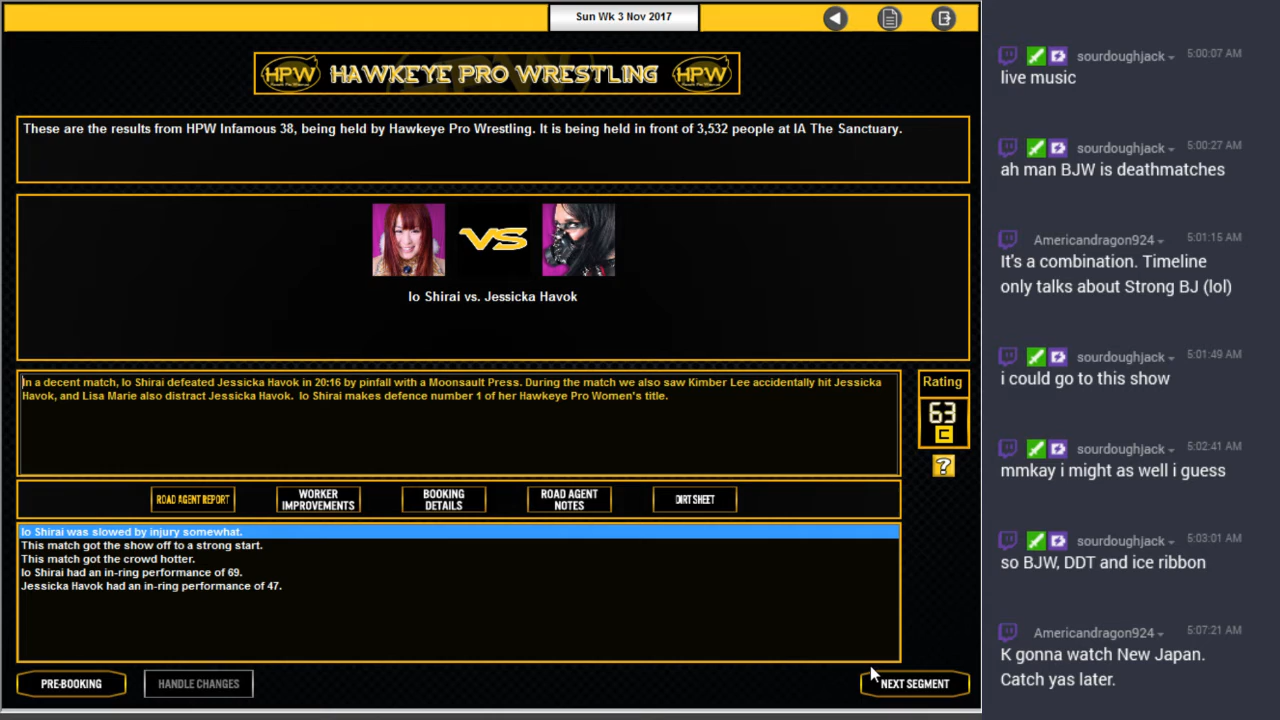 Sun Wk 3 Nov 2017
HPW HAWKEYE PRO WRESTLING HPW
These are the results from HPW Infamous 38, being held by Hawkeye Pro Wrestling. It is being held in front of 3,532 people at IA The Sanctuary.
VS
Io Shirai vs. Jessicka Havok
In a decent match, Io Shirai defeated Jessicka Havok in 20:16 by pinfall with a Moonsault Press. During the match we also saw Kimber Lee accidentally hit Jessicka
Havok, and Lisa Marie also distract Jessicka Havok. Io Shirai makes defence number 1 of her Hawkeye Pro Women's title.
Rating
63
C
?
ROAD AGENT REPORT
WORKER
IMPROVEMENTS
BOOKING
DETAILS
ROAD AGENT
NOTES
DIRT SHEET
Io Shirai was slowed by injury somewhat.
This match got the show off to a strong start.
This match got the crowd hotter.
Io Shirai had an in-ring performance of 69.
Jessicka Havok had an in-ring performance of 47.
PRE-BOOKING
HANDLE CHANGES
NEXT SEGMENT
sourdoughjack 5:00:07 AM
live music
sourdoughjack 5:00:27 AM
ah man BJW is deathmatches
Americandragon924 5:01:15 AM
It's a combination. Timeline
only talks about Strong BJ (lol)
sourdoughjack 5:01:49 AM
i could go to this show
sourdoughjack 5:02:41 AM
mmkay i might as well i guess
sourdoughjack 5:03:01 AM
so BJW, DDT and ice ribbon
Americandragon924 5:07:21 AM
K gonna watch New Japan.
Catch yas later.